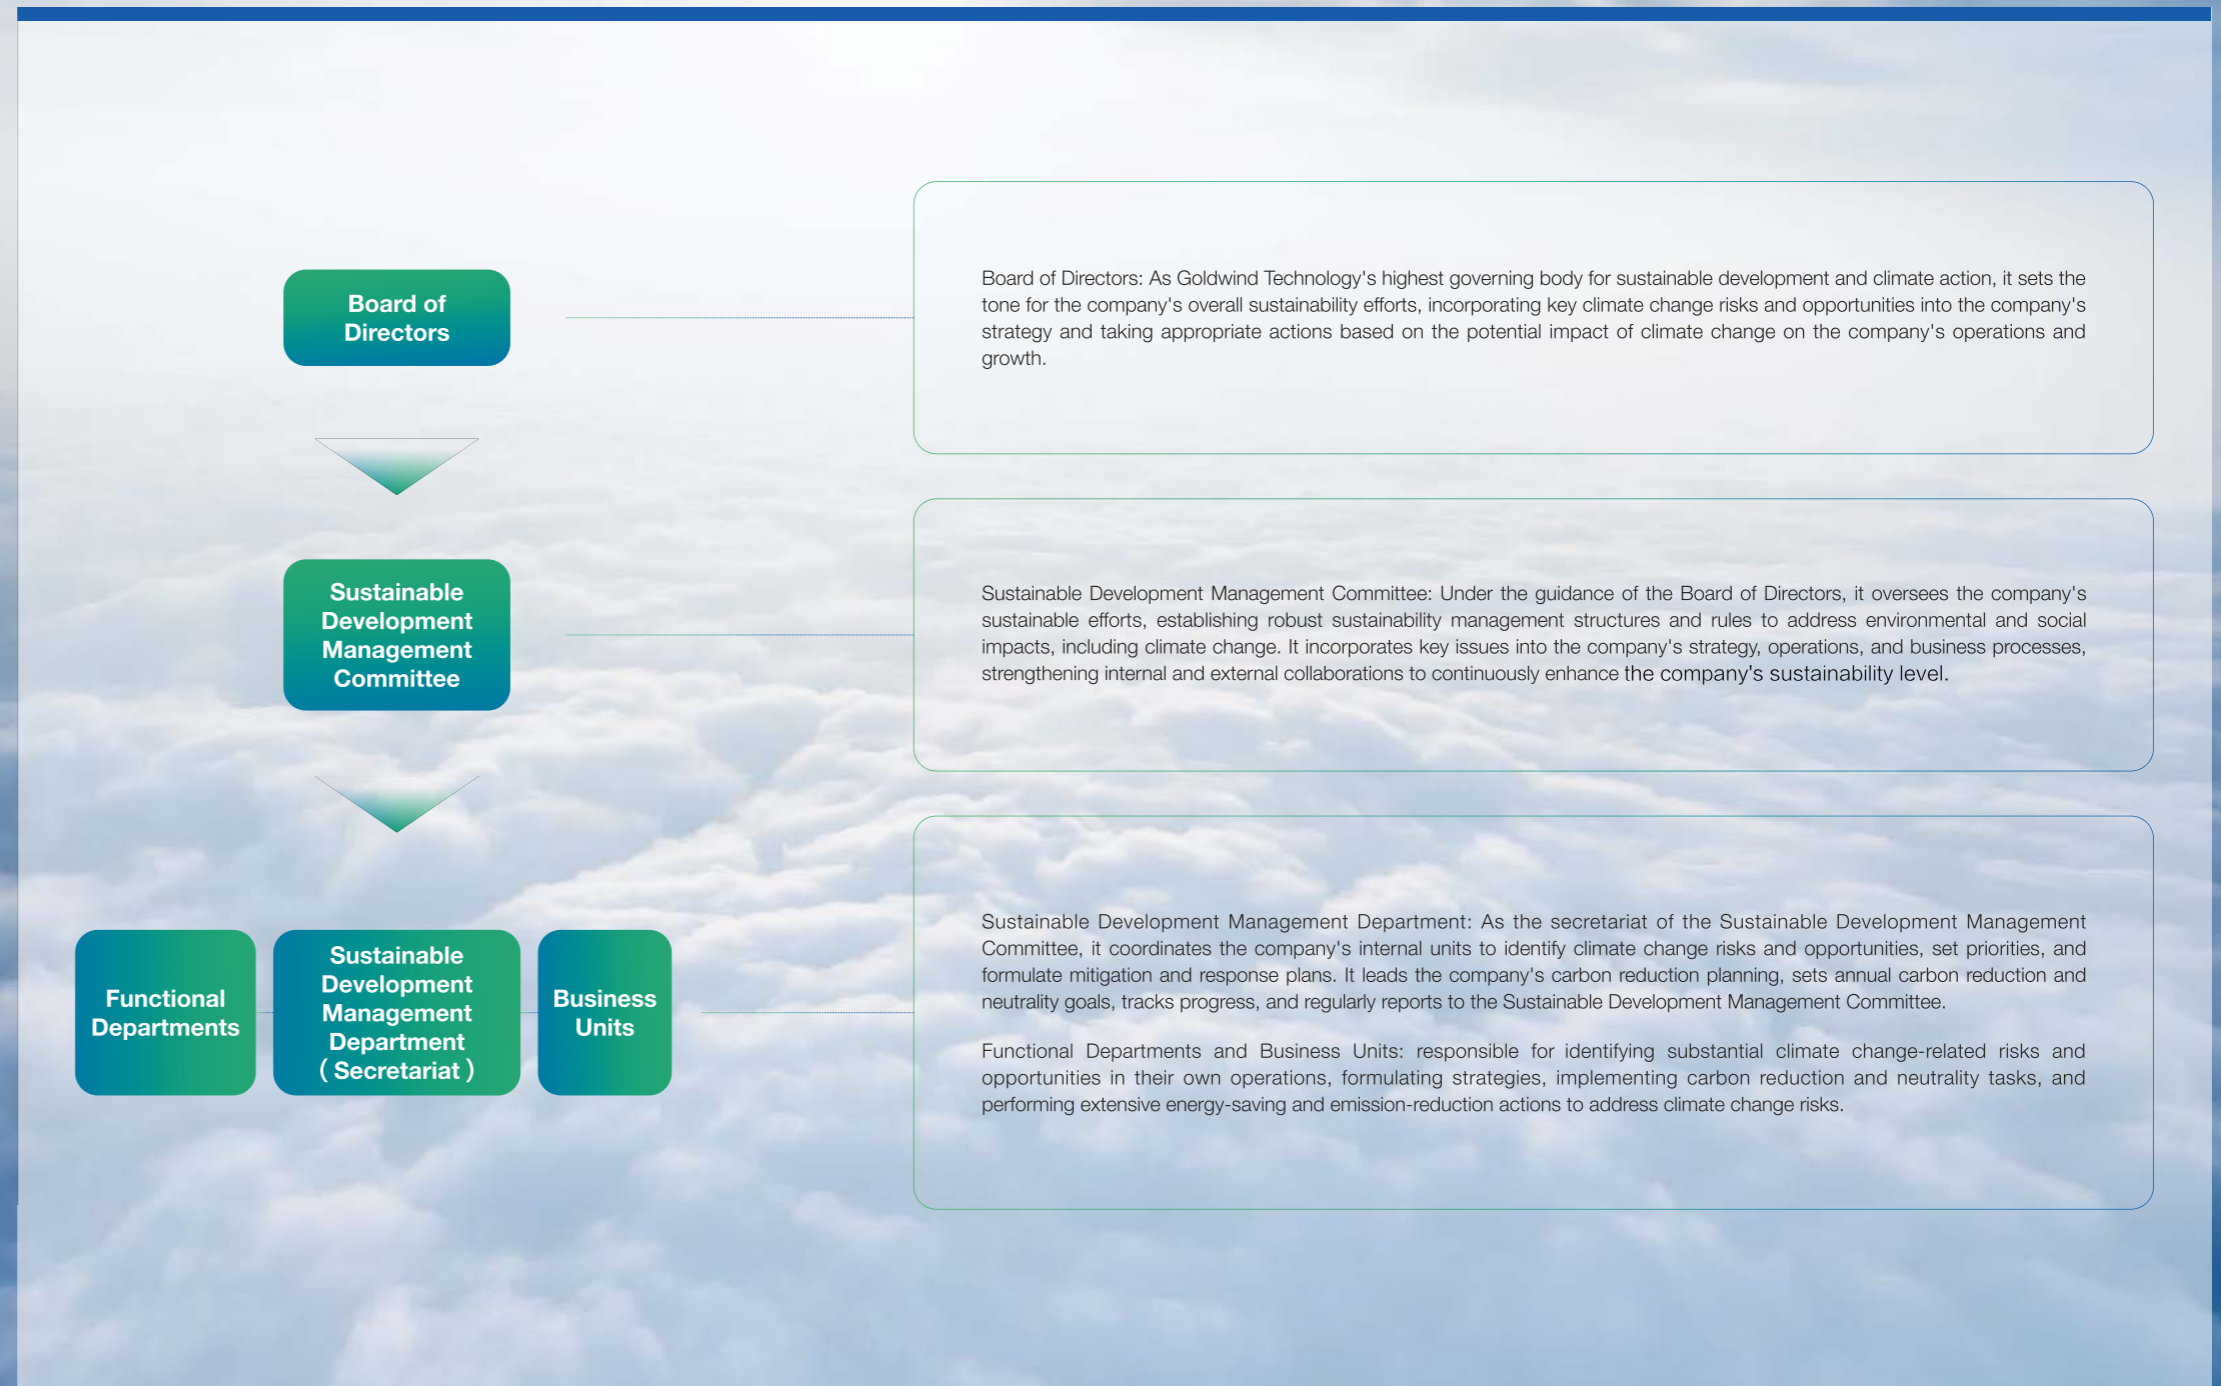 Board of
Directors
Board of Directors: As Goldwind Technology's highest governing body for sustainable development and climate action, it sets the
tone for the company's overall sustainability efforts, incorporating key climate change risks and opportunities into the company's
strategy and taking appropriate actions based on the potential impact of climate change on the company's operations and
growth.
Sustainable
Development
Management
Committee
Sustainable Development Management Committee: Under the guidance of the Board of Directors, it oversees the company's
sustainable efforts, establishing robust sustainability management structures and rules to address environmental and social
impacts, including climate change. It incorporates key issues into the company's strategy, operations, and business processes,
strengthening internal and external collaborations to continuously enhance the company's sustainability level.
Functional
Departments
Sustainable
Development
Management
Department
( Secretariat )
Business
Units
Sustainable Development Management Department: As the secretariat of the Sustainable Development Management
Committee, it coordinates the company's internal units to identify climate change risks and opportunities, set priorities, and
formulate mitigation and response plans. It leads the company's carbon reduction planning, sets annual carbon reduction and
neutrality goals, tracks progress, and regularly reports to the Sustainable Development Management Committee.
Functional Departments and Business Units: responsible for identifying substantial climate change-related risks and
opportunities in their own operations, formulating strategies, implementing carbon reduction and neutrality tasks, and
performing extensive energy-saving and emission-reduction actions to address climate change risks.